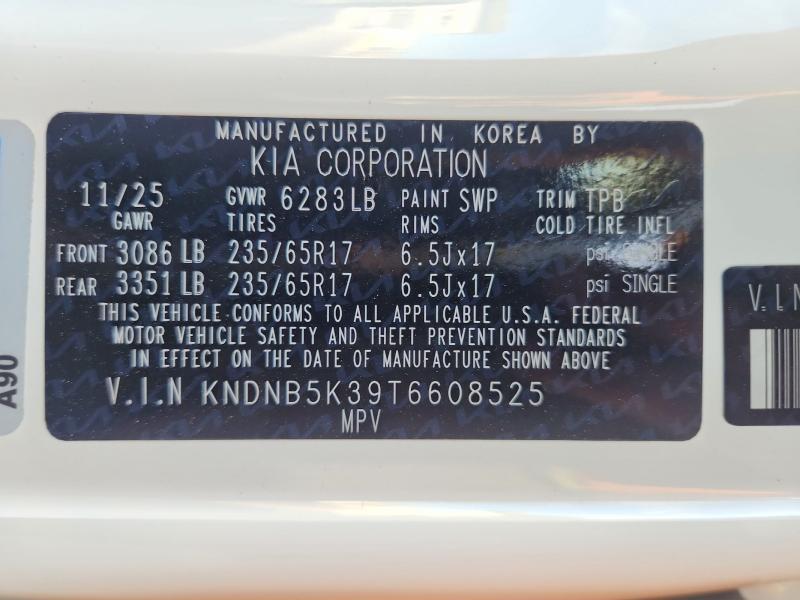 MANUFACTURED IN KOREA BY
KIA CORPORATION
11/25 GVWR 6283LB PAINT SWP TRIM TPB
GAWR TIRES RIMS COLD TIRE INFL
FRONT 3086 LB 235/65R17 6.5Jx17 psi SINGLE
REAR 3351 LB 235/65R17 6.5Jx17 psi SINGLE
THIS VEHICLE CONFORMS TO ALL APPLICABLE U.S.A. FEDERAL
MOTOR VEHICLE SAFETY AND THEFT PREVENTION STANDARDS
IN EFFECT ON THE DATE OF MANUFACTURE SHOWN ABOVE
V.I.N KNDNB5K39T6608525
MPV
A90
V.I.N